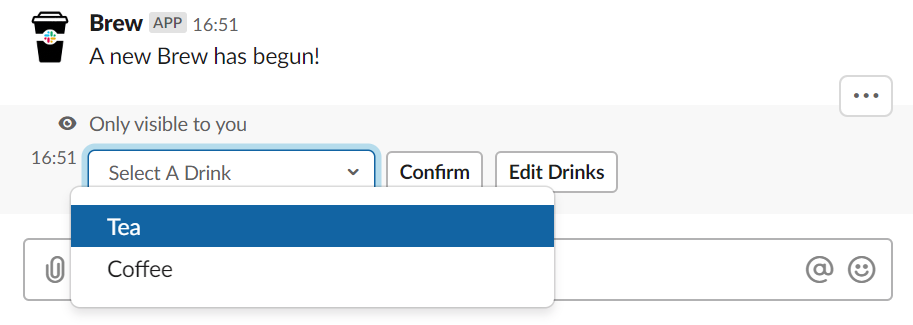 Brew APP 16:51
A new Brew has begun!
Only visible to you
16:51 Select A Drink Confirm Edit Drinks
Tea
Coffee